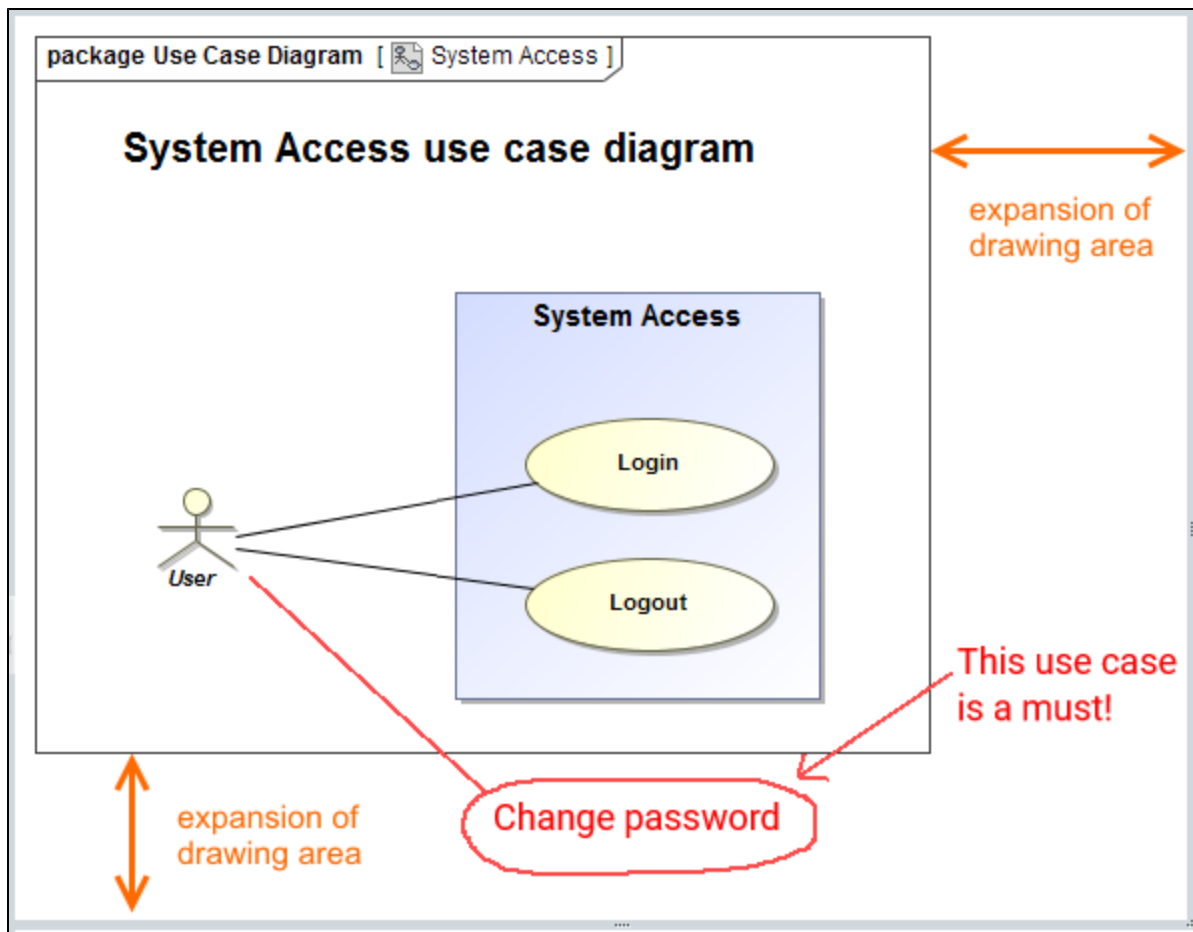 package Use Case Diagram [ System Access ]
System Access use case diagram
expansion of
drawing area
System Access
Login
User
Logout
This use case
is a must!
Change password
expansion of
drawing area